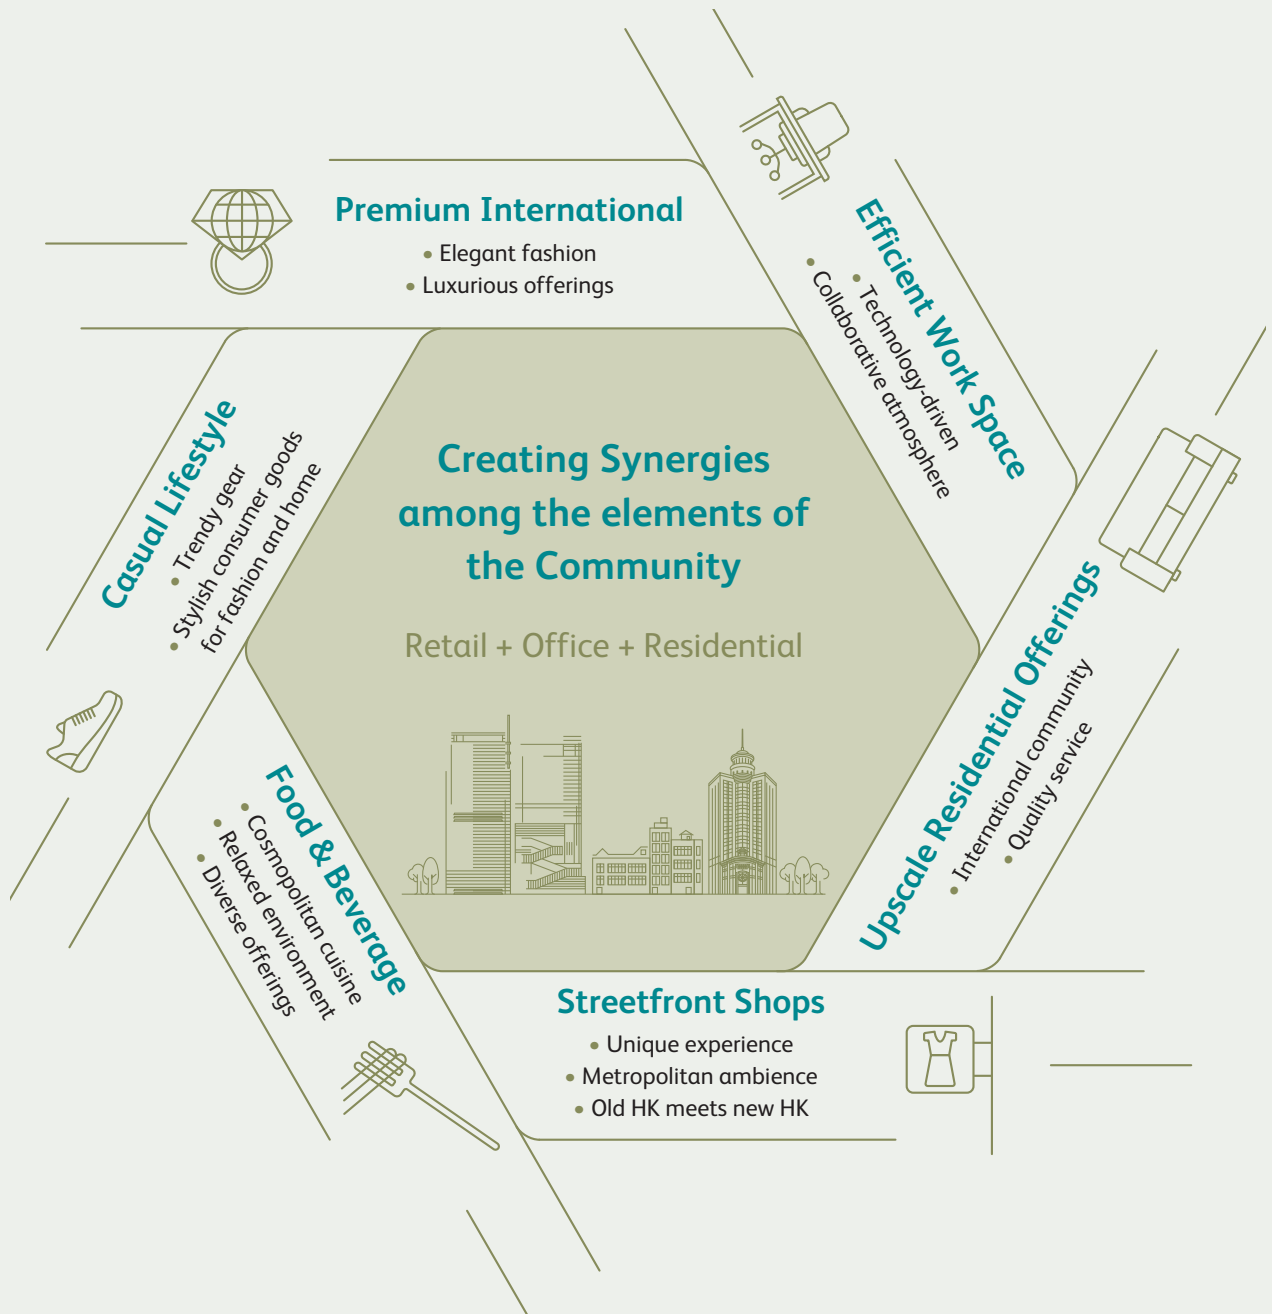 Premium International
• Elegant fashion
• Luxurious offerings
Efficient Work Space
• Technology-driven
• Collaborative atmosphere
Casual Lifestyle
• Trendy gear
• Stylish consumer goods
for fashion and home
Creating Synergies
among the elements of
the Community
Retail + Office + Residential
Upscale Residential Offerings
• International community
• Quality service
Food & Beverage
• Cosmopolitan cuisine
• Relaxed environment
• Diverse offerings
Streetfront Shops
• Unique experience
• Metropolitan ambience
• Old HK meets new HK